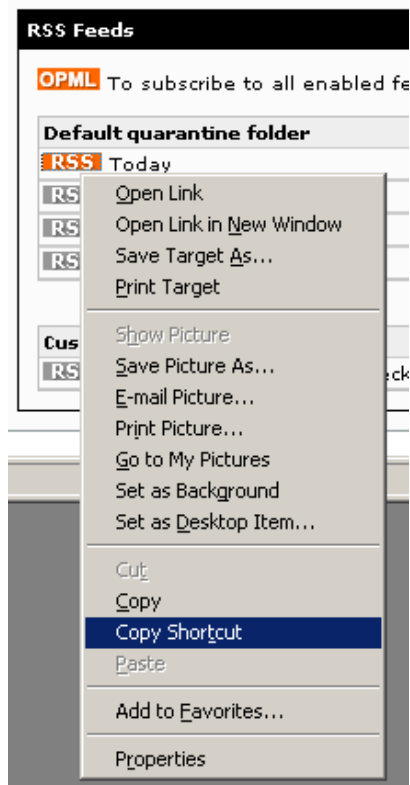 RSS Feeds
OPML To subscribe to all enabled fe
Default quarantine folder
RSS Today
RS
Open Link
RS
Open Link in New Window
RS
Save Target As...
Print Target
Show Picture
Cus
Save Picture As...
RS
E-mail Picture...
Print Picture...
Go to My Pictures
Set as Background
Set as Desktop Item...
Cut
Copy
Copy Shortcut
Paste
Add to Favorites...
Properties